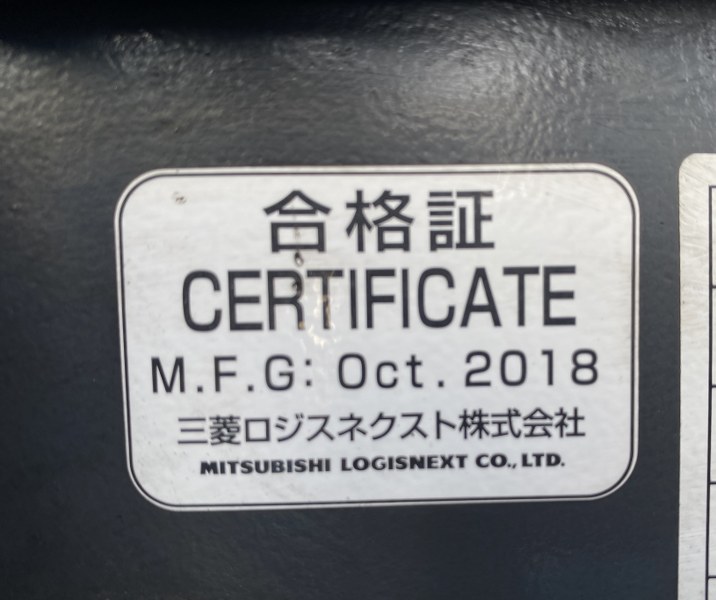 合格証
CERTIFICATE
M.F.G: Oct. 2018
三菱ロジスネクスト株式会社
MITSUBISHI LOGISNEXT CO., LTD.